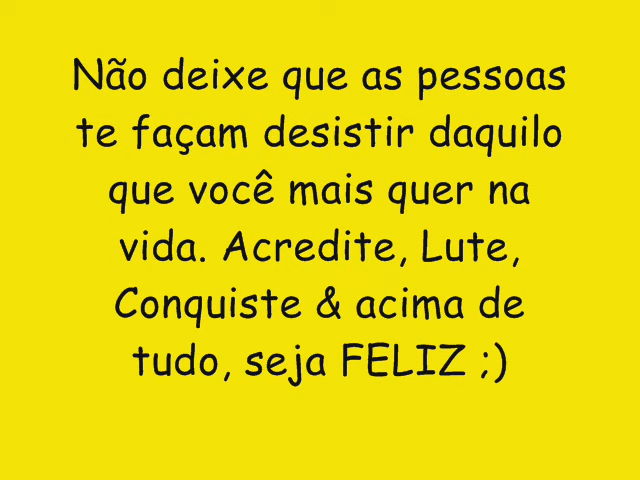 Não deixe que as pessoas
te façam desistir daquilo
que você mais quer na
vida. Acredite, Lute,
Conquiste & acima de
tudo, seja FELIZ ;)